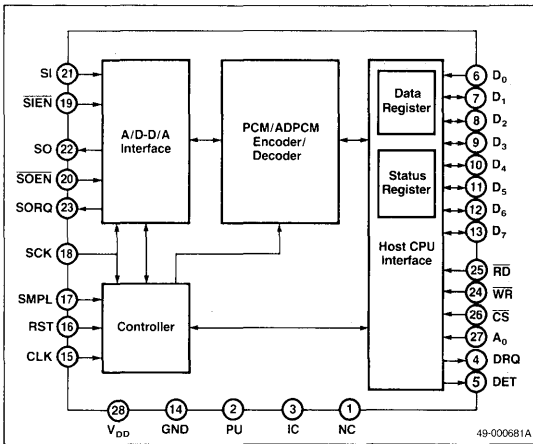 SI 21
SIEN 19
SO 22
SOEN 20
SORQ 23
SCK 18
SMPL 17
RST 16
CLK 15
A/D-D/A
Interface
PCM/ADPCM
Encoder/
Decoder
Controller
Data
Register
Status
Register
Host CPU
Interface
6 D0
7 D1
8 D2
9 D3
10 D4
11 D5
12 D6
13 D7
25 RD
24 WR
26 CS
27 A0
4 DRQ
5 DET
28 14 2 3 1
VDD GND PU IC NC
49-000681A